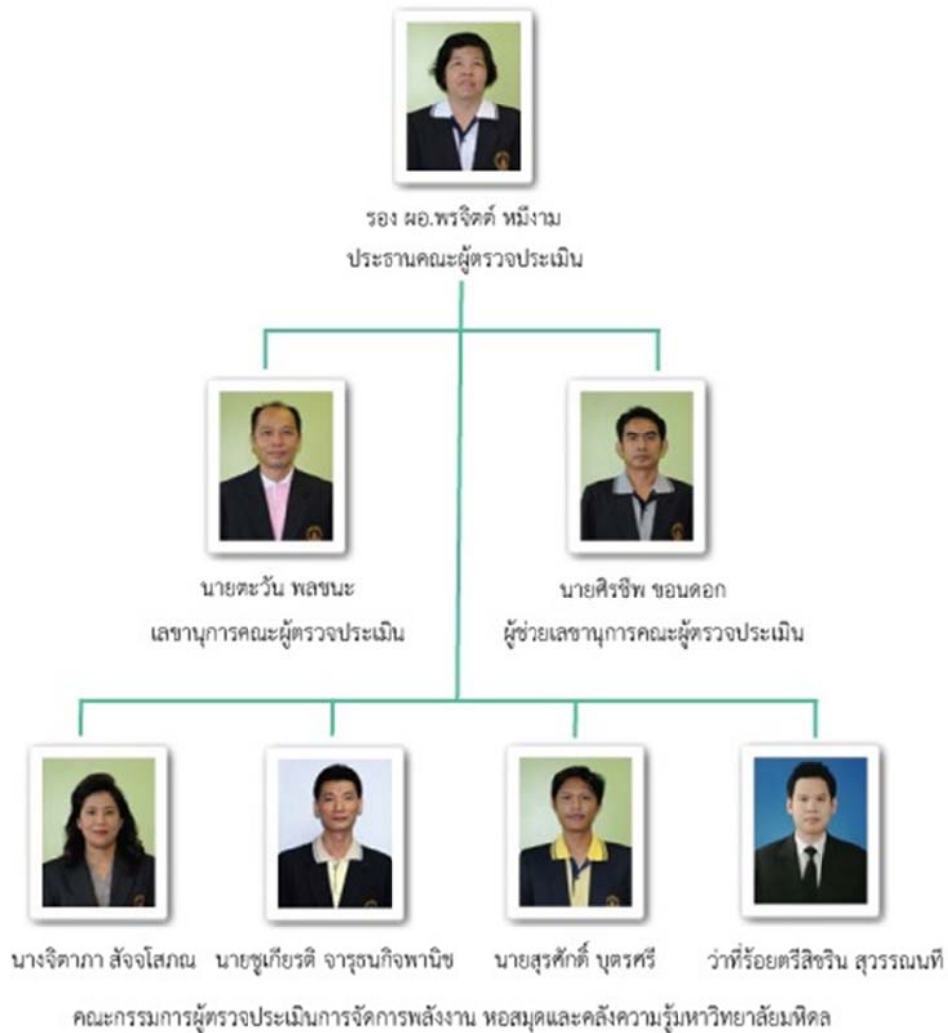 รอง ผอ.พรจิตต์ หมีงาม
ประธานคณะผู้ตรวจประเมิน
นายตะวัน พลชนะ
เลขานุการคณะผู้ตรวจประเมิน
นายศิรชีพ ขอนดอก
ผู้ช่วยเลขานุการคณะผู้ตรวจประเมิน
นางจิตาภา สัจจโสภณ
นายชูเกียรติ จารุธนกิจพานิช
นายสุรศักดิ์ บุตรศรี
ว่าที่ร้อยตรีสิชริน สุวรรณนที
คณะกรรมการผู้ตรวจประเมินการจัดการพลังงาน หอสมุดและคลังความรู้มหาวิทยาลัยมหิดล